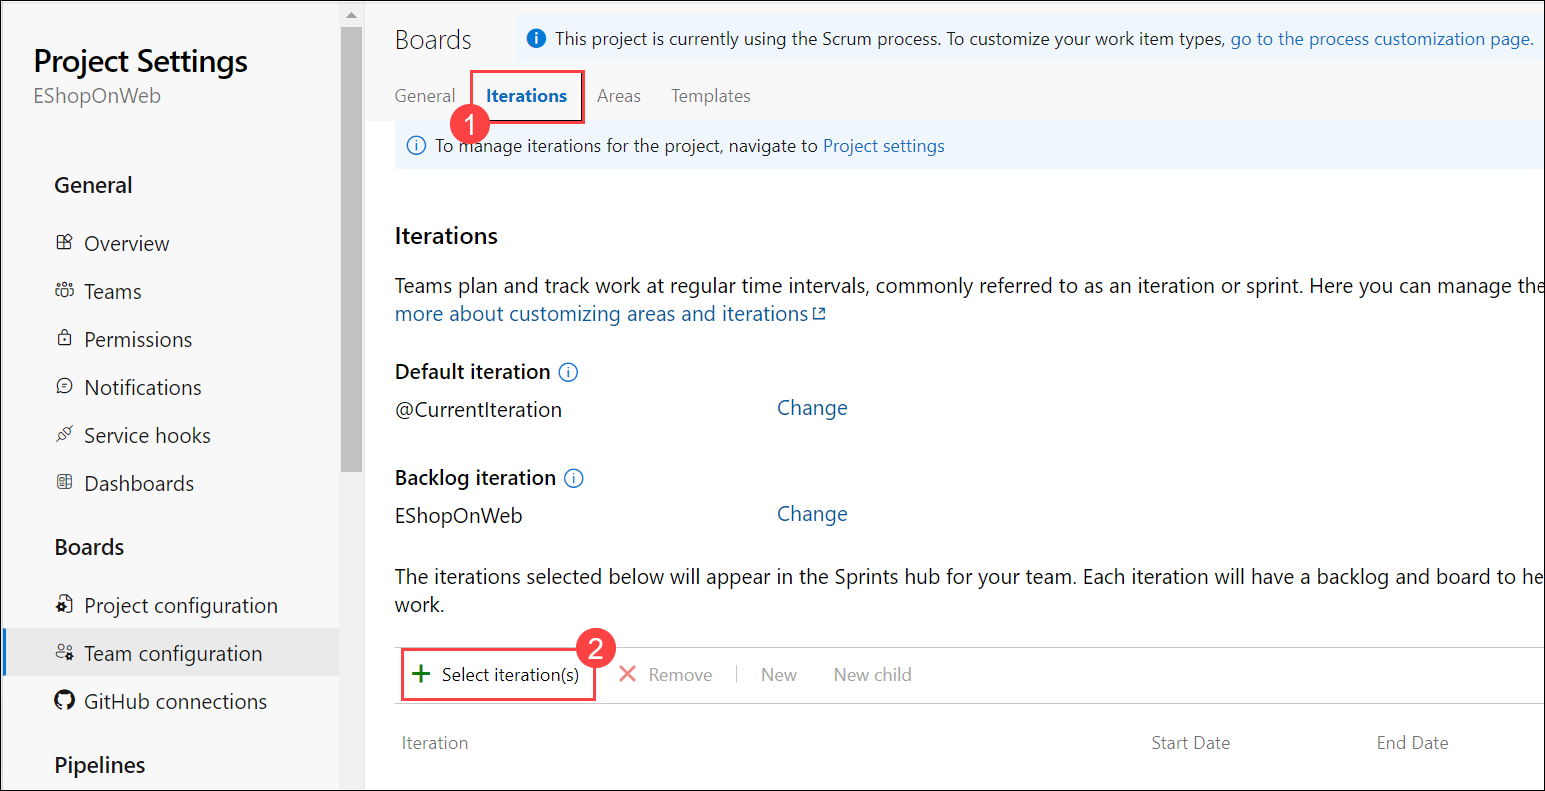 Project Settings
EShopOnWeb
General
Overview
Teams
Permissions
Notifications
Service hooks
Dashboards
Boards
Project configuration
Team configuration
GitHub connections
Pipelines
Boards
This project is currently using the Scrum process. To customize your work item types, go to the process customization page.
General Iterations Areas Templates
1
To manage iterations for the project, navigate to Project settings
Iterations
Teams plan and track work at regular time intervals, commonly referred to as an iteration or sprint. Here you can manage the
more about customizing areas and iterations
Default iteration
@CurrentIteration Change
Backlog iteration
EShopOnWeb Change
The iterations selected below will appear in the Sprints hub for your team. Each iteration will have a backlog and board to he
work.
2
Select iteration(s) Remove New New child
Iteration Start Date End Date